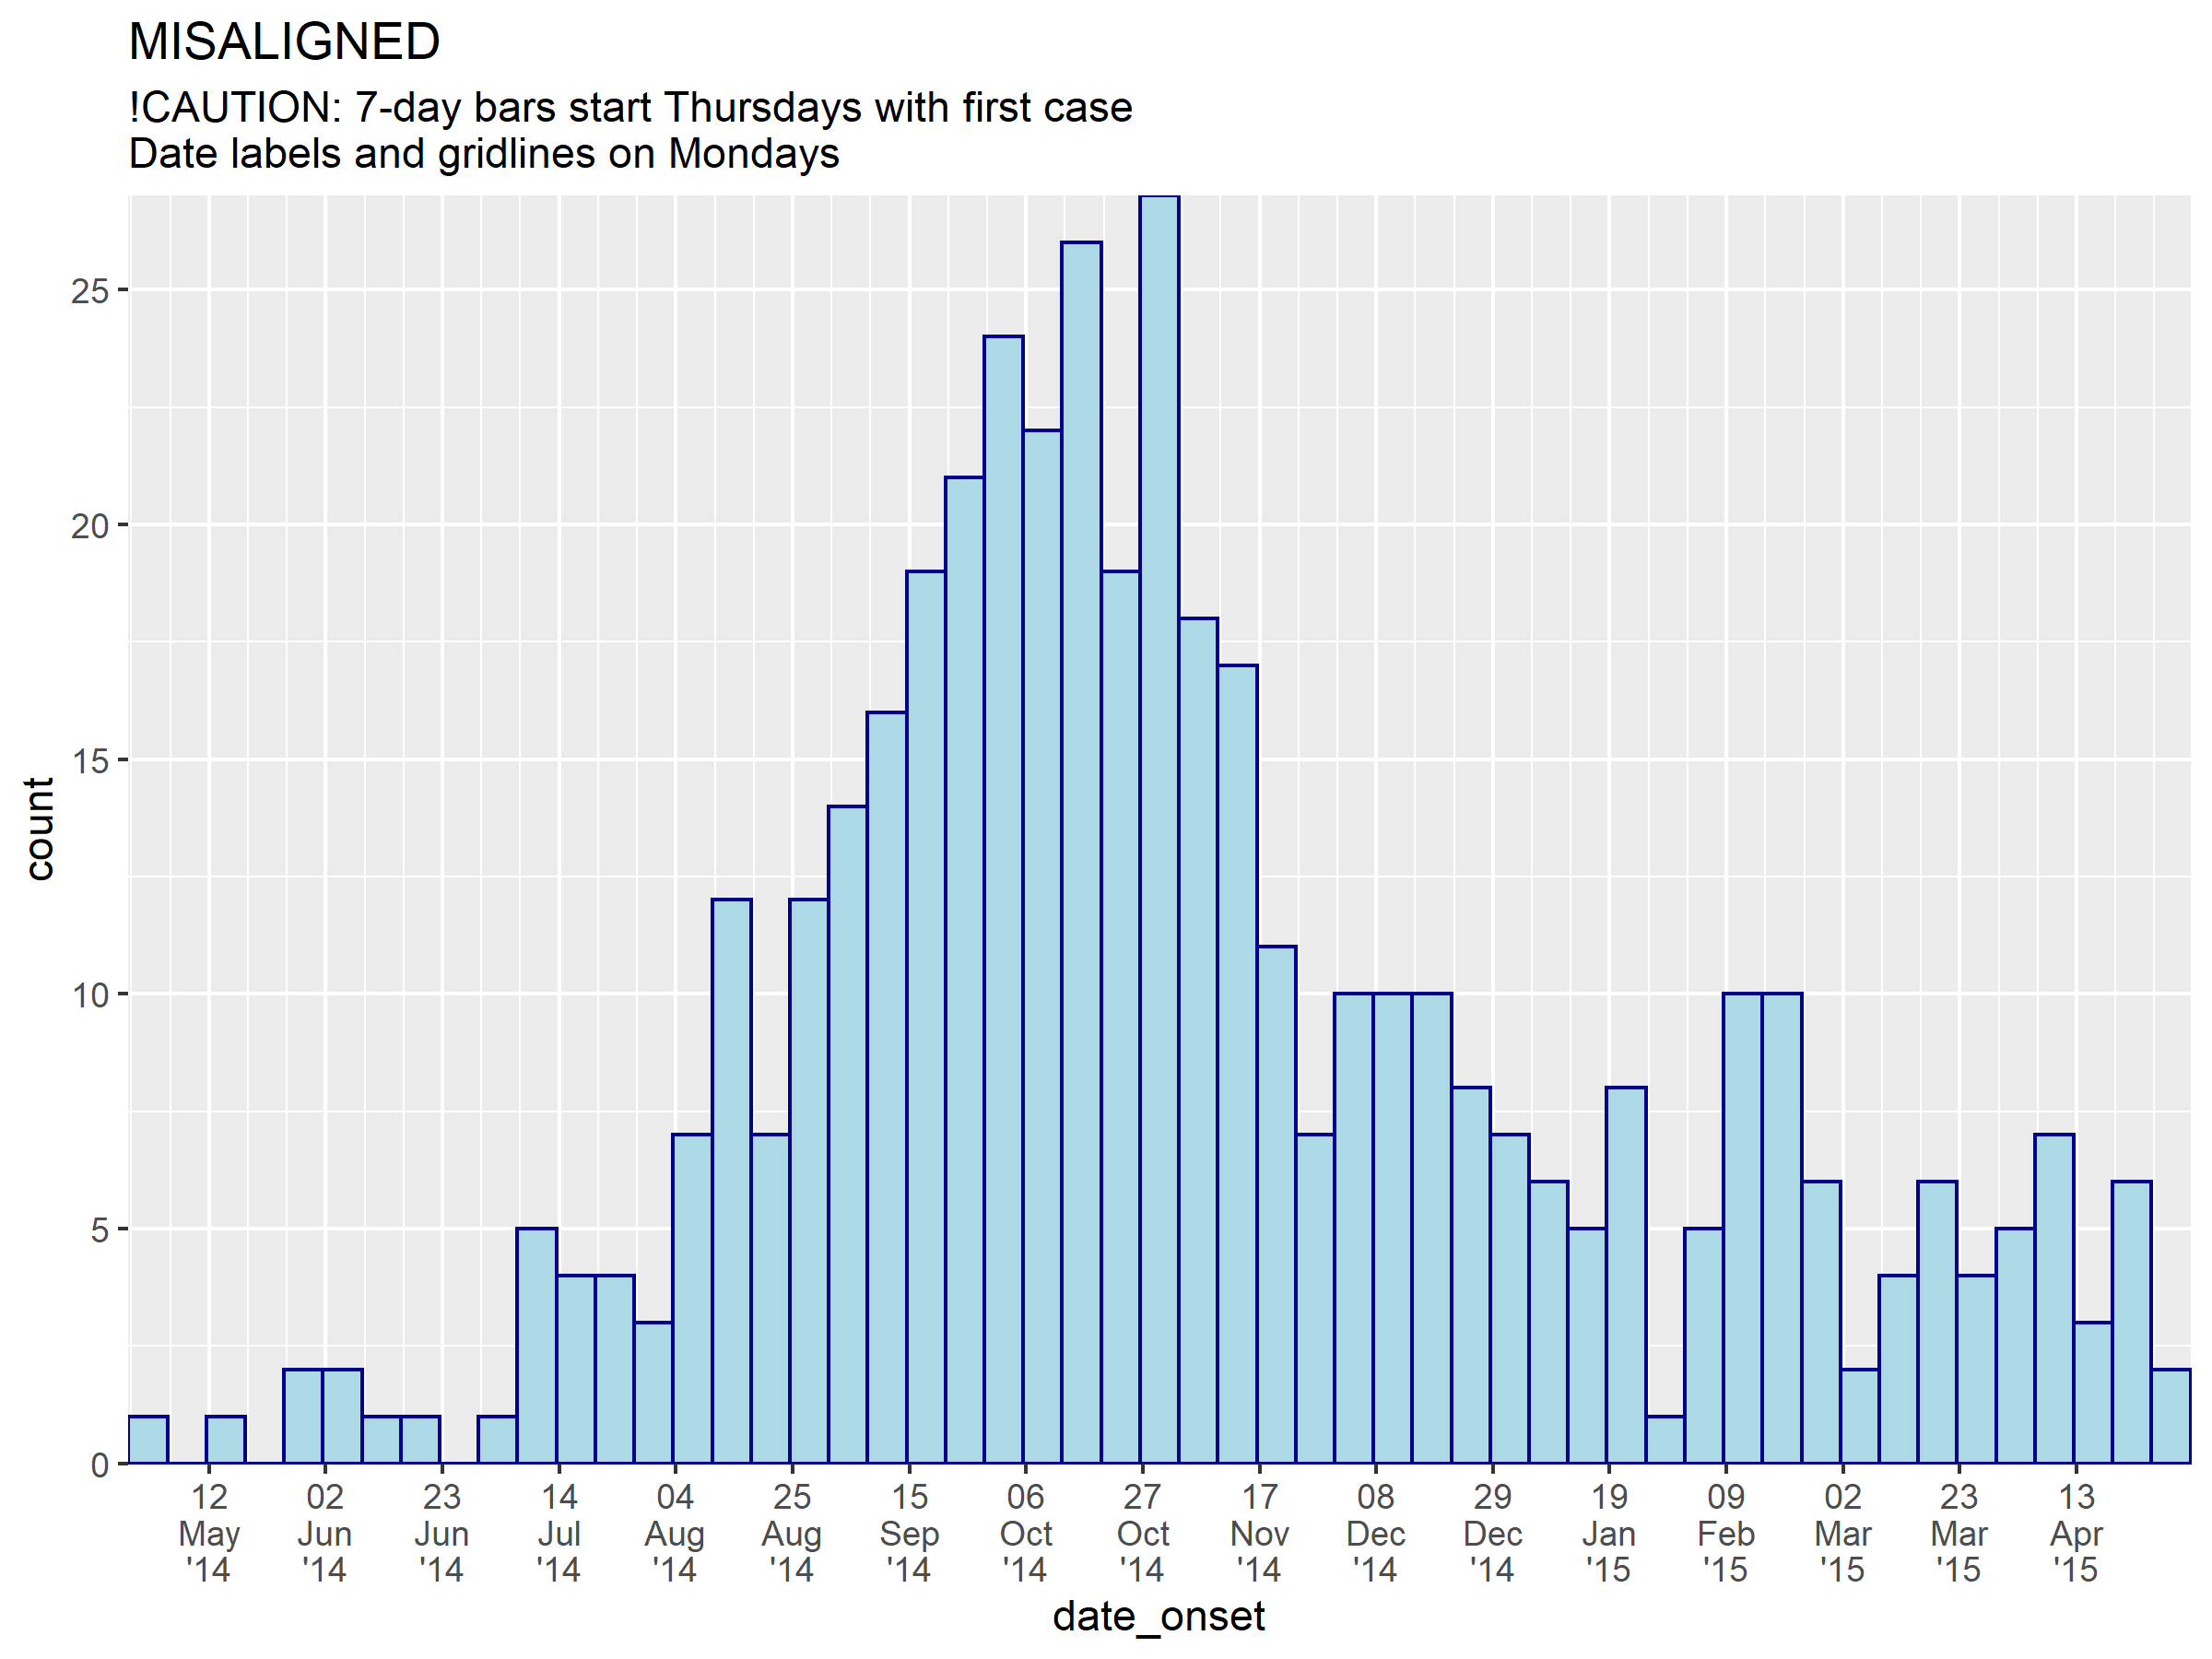 MISALIGNED
!CAUTION: 7-day bars start Thursdays with first case
Date labels and gridlines on Mondays
25
20
15
10
5
0
count
12 02 23 14 04 25 15 06 27 17 08 29 19 09 02 23 13
May Jun Jun Jul Aug Aug Sep Oct Oct Nov Dec Dec Jan Feb Mar Mar Apr
'14 '14 '14 '14 '14 '14 '14 '14 '14 '14 '14 '14 '15 '15 '15 '15 '15
date_onset